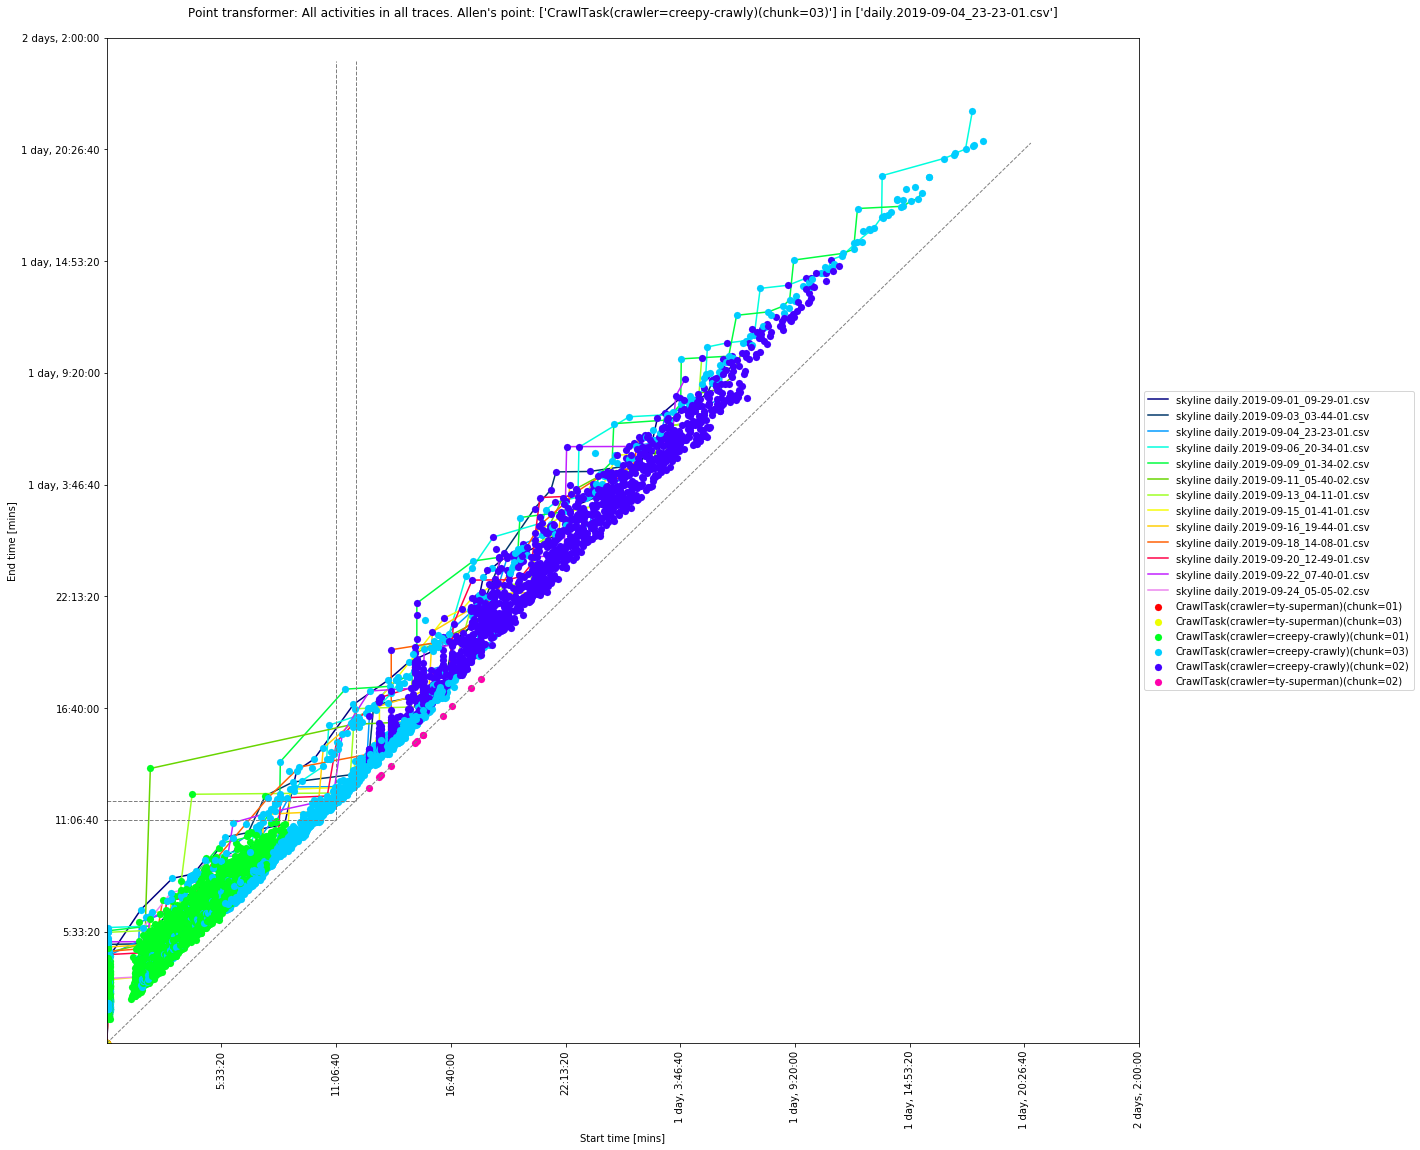 Point transformer: All activities in all traces. Allen's point: ['CrawlTask(crawler=creepy-crawly)(chunk=03)'] in ['daily.2019-09-04_23-23-01.csv']
2 days, 2:00:00
1 day, 20:26:40
1 day, 14:53:20
1 day, 9:20:00
1 day, 3:46:40
22:13:20
16:40:00
11:06:40
5:33:20
End time [mins]
5:33:20
11:06:40
16:40:00
22:13:20
1 day, 3:46:40
1 day, 9:20:00
1 day, 14:53:20
1 day, 20:26:40
2 days, 2:00:00
Start time [mins]
skyline daily.2019-09-01_09-29-01.csv
skyline daily.2019-09-03_03-44-01.csv
skyline daily.2019-09-04_23-23-01.csv
skyline daily.2019-09-06_20-34-01.csv
skyline daily.2019-09-09_01-34-02.csv
skyline daily.2019-09-11_05-40-02.csv
skyline daily.2019-09-13_04-11-01.csv
skyline daily.2019-09-15_01-41-01.csv
skyline daily.2019-09-16_19-44-01.csv
skyline daily.2019-09-18_14-08-01.csv
skyline daily.2019-09-20_12-49-01.csv
skyline daily.2019-09-22_07-40-01.csv
skyline daily.2019-09-24_05-05-02.csv
CrawlTask(crawler=ty-superman)(chunk=01)
CrawlTask(crawler=ty-superman)(chunk=03)
CrawlTask(crawler=creepy-crawly)(chunk=01)
CrawlTask(crawler=creepy-crawly)(chunk=03)
CrawlTask(crawler=creepy-crawly)(chunk=02)
CrawlTask(crawler=ty-superman)(chunk=02)